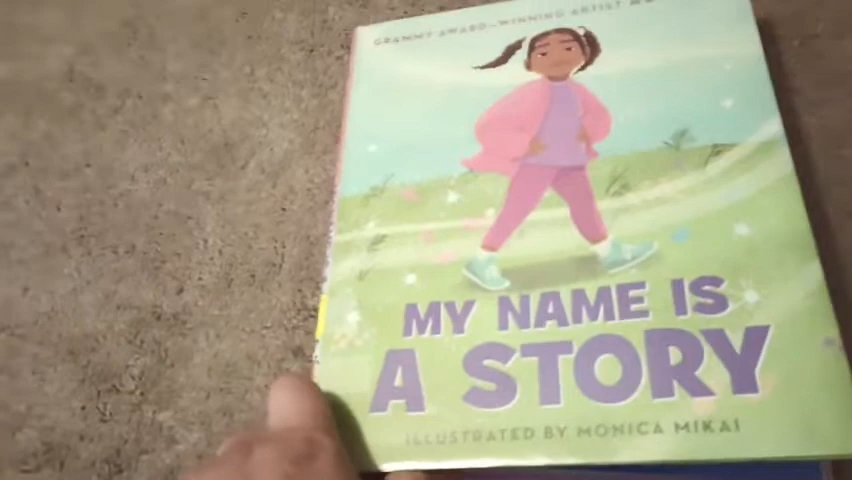 GRAMMY AWARD–WINNING ARTIST
MY NAME IS
A STORY
ILLUSTRATED BY MONICA MIKAI